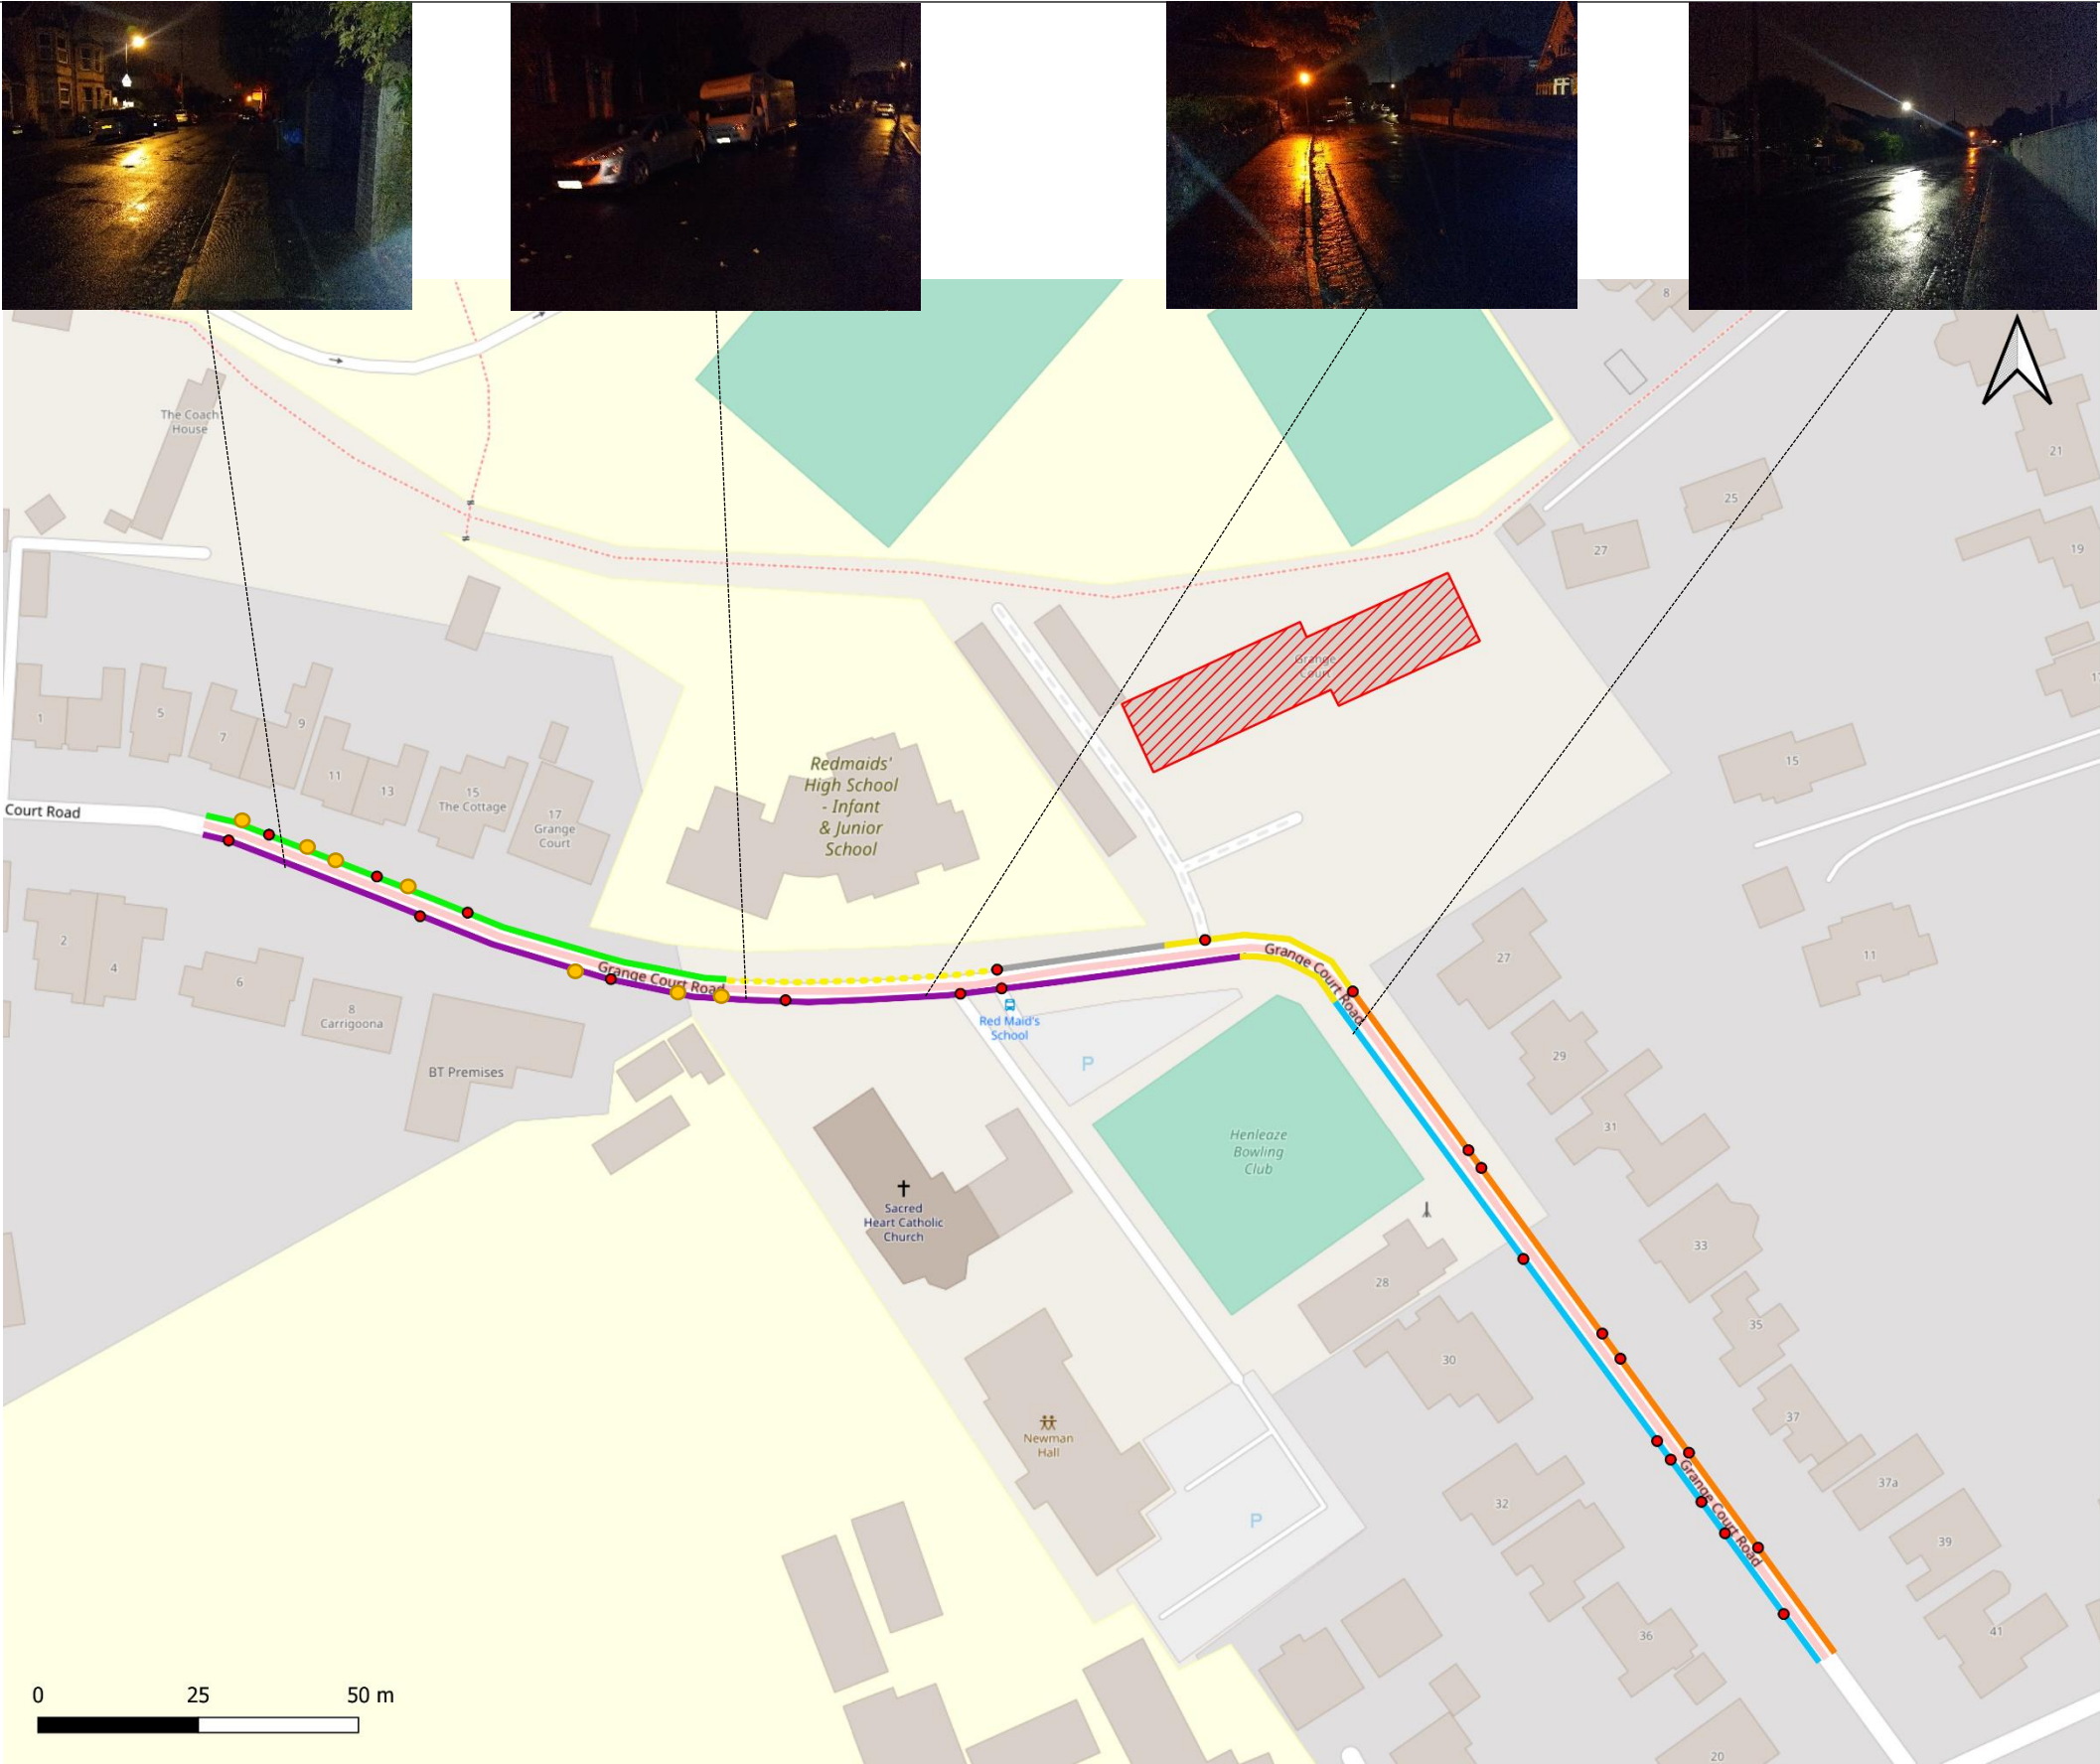 8
The Coach
House
21
25
27
19
Grange
Court
1
5
7
9
11
13
15
The Cottage
17
Grange
Court
Redmaids'
High School
- Infant
& Junior
School
15
11
Court Road
2
4
6
8
Carrigoona
BT Premises
Grange Court Road
Grange Court Road
Red Maid's
School
P
27
29
31
Henleaze
Bowling
Club
Sacred
Heart Catholic
Church
28
33
35
30
37
Newman
Hall
37a
P
32
Grange Court Road
39
36
41
20
0 25 50 m